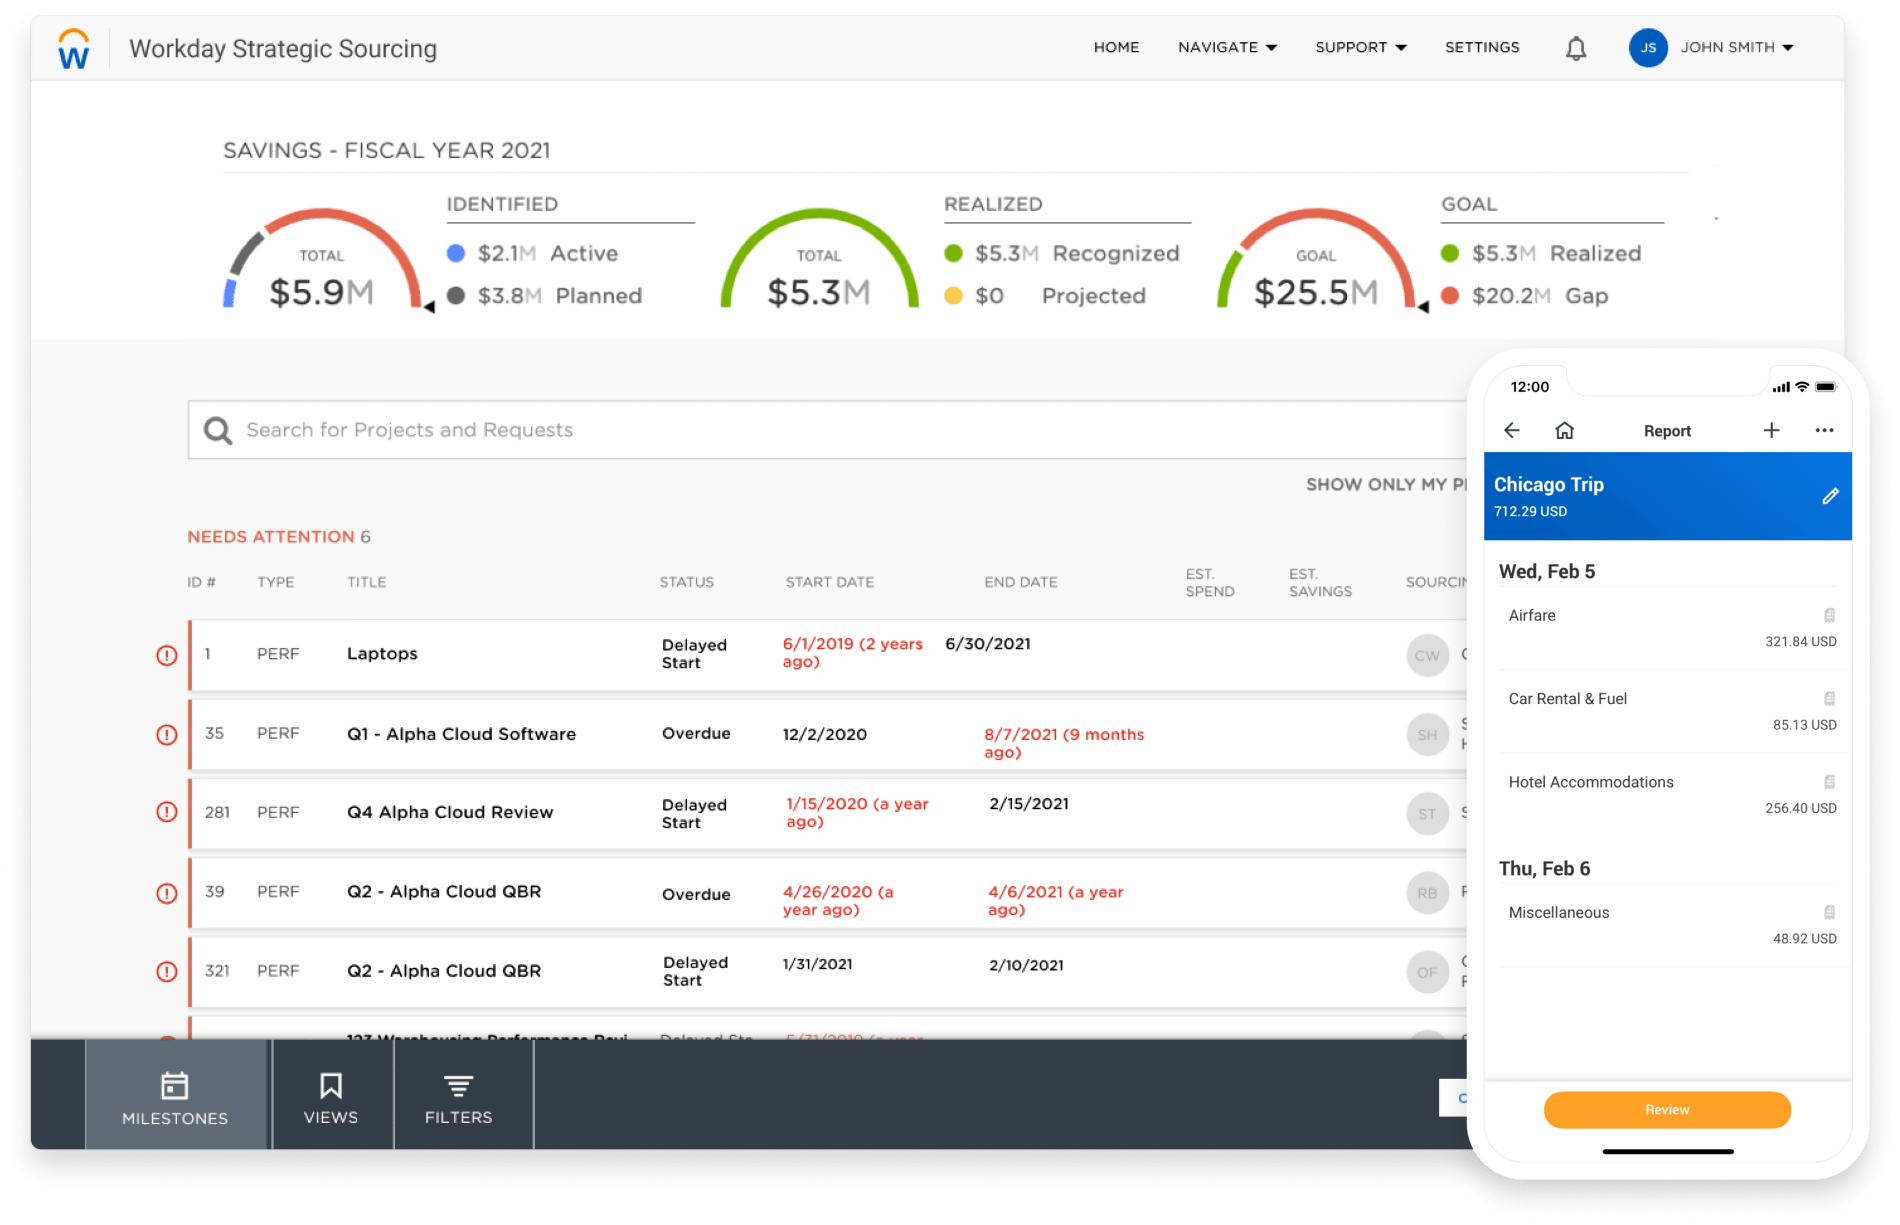 W
Workday Strategic Sourcing
HOME NAVIGATE SUPPORT SETTINGS JS JOHN SMITH
SAVINGS - FISCAL YEAR 2021
TOTAL
$5.9M
IDENTIFIED
$2.1M Active
$3.8M Planned
TOTAL
$5.3M
REALIZED
$5.3M Recognized
$0 Projected
GOAL
$25.5M
GOAL
$5.3M Realized
$20.2M Gap
Search for Projects and Requests
SHOW ONLY MY
NEEDS ATTENTION 6
ID # TYPE TITLE STATUS START DATE END DATE EST. SPEND EST. SAVINGS
1 PERF Laptops Delayed Start 6/1/2019 (2 years ago) 6/30/2021 CW
35 PERF Q1 - Alpha Cloud Software Overdue 12/2/2020 8/7/2021 (9 months ago) SH
281 PERF Q4 Alpha Cloud Review Delayed Start 1/15/2020 (a year ago) 2/15/2021 ST
39 PERF Q2 - Alpha Cloud QBR Overdue 4/26/2020 (a year ago) 4/6/2021 (a year ago) RB
321 PERF Q2 - Alpha Cloud QBR Delayed Start 1/31/2021 2/10/2021 OF
MILESTONES
VIEWS
FILTERS
12:00
Report
Chicago Trip
712.29 USD
Wed, Feb 5
Airfare
321.84 USD
Car Rental & Fuel
85.13 USD
Hotel Accommodations
256.40 USD
Thu, Feb 6
Miscellaneous
48.92 USD
Review